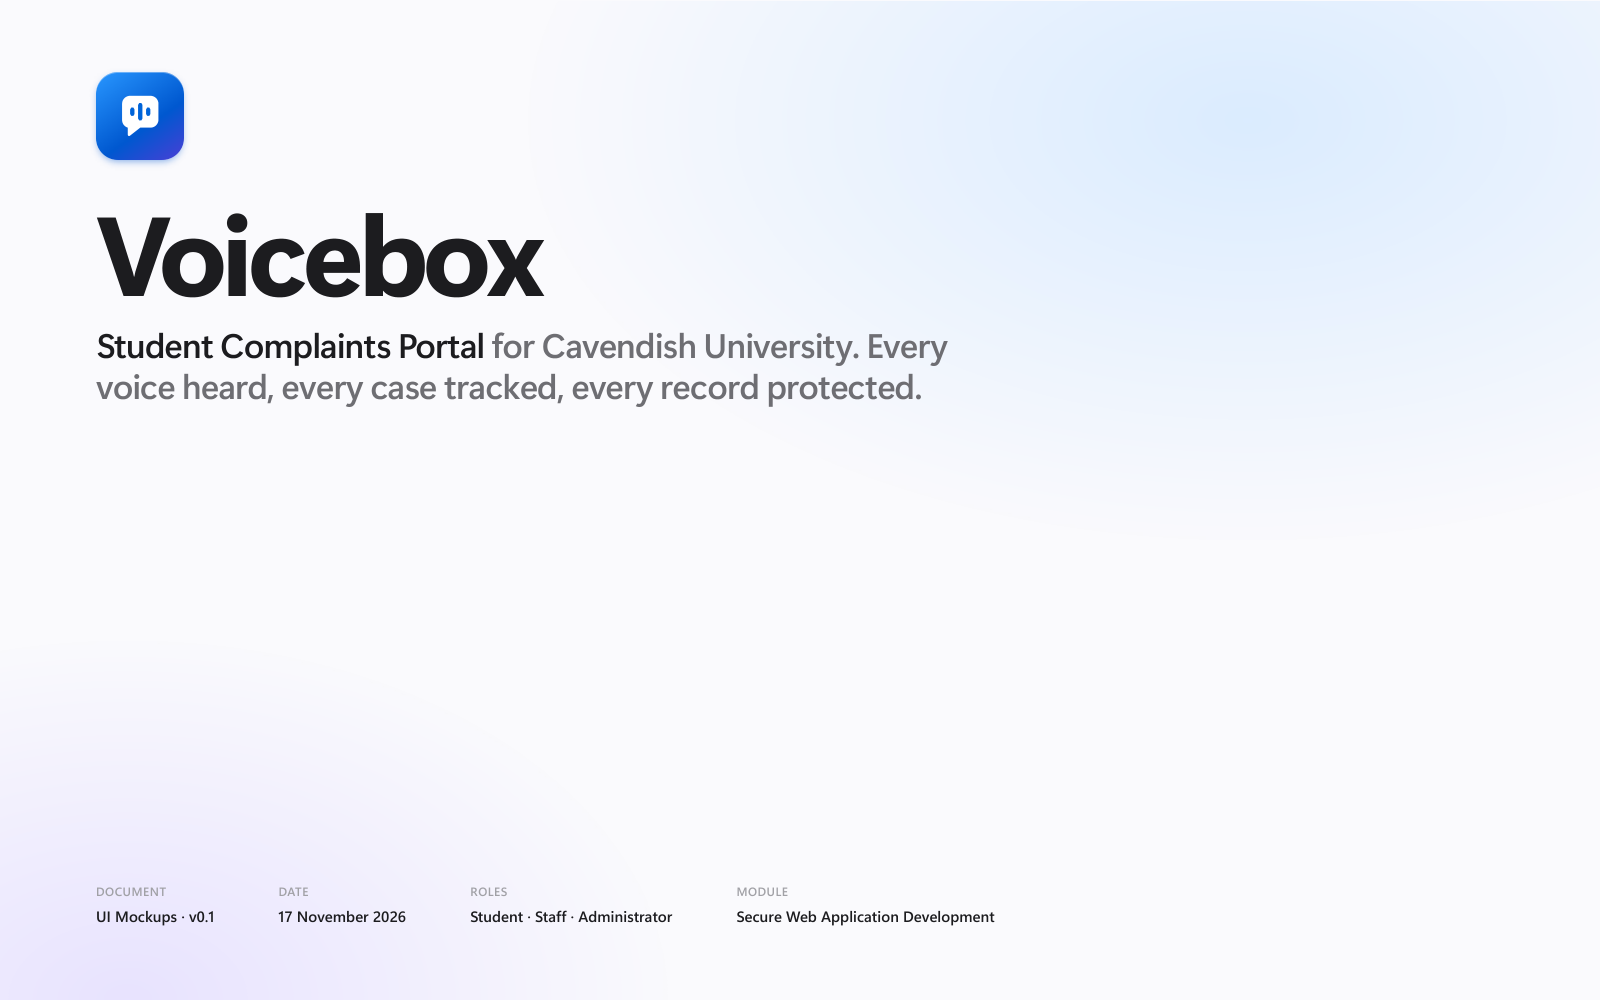 Voicebox
Student Complaints Portal for Cavendish University. Every
voice heard, every case tracked, every record protected.
DOCUMENT
UI Mockups · v0.1
DATE
17 November 2026
ROLES
Student · Staff · Administrator
MODULE
Secure Web Application Development